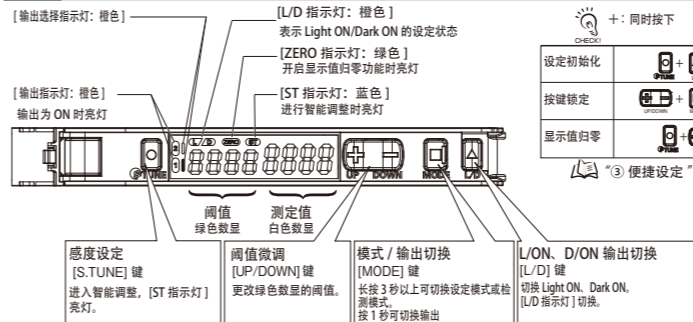 [ 输出选择指示灯：橙色 ]
[L/D 指示灯：橙色 ]
表示 Light ON/Dark ON 的设定状态
[ZERO 指示灯：绿色 ]
开启显示值归零功能时亮灯
[ST 指示灯：蓝色 ]
进行智能调整时亮灯
[ 输出指示灯：橙色 ]
输出为 ON 时亮灯
CHECK!
+：同时按下
设定初始化
TUNE
+
按键锁定
UP/DOWN
+
显示值归零
TUNE
+
“③ 便捷设定 ”
L/D
ZERO
ST
2
1
8888 8888
TUNE
UP DOWN
MODE
L/D
阈值
绿色数显
测定值
白色数显
感度设定
[S.TUNE] 键
进入智能调整，[ST 指示灯 ]
亮灯。
阈值微调
[UP/DOWN] 键
更改绿色数显的阈值。
模式 / 输出切换
[MODE] 键
长按 3 秒以上可切换设定模式或检
测模式。
按 1 秒可切换输出
L/ON、D/ON 输出切换
[L/D] 键
切换 Light ON、Dark ON。
[L/D 指示灯 ] 切换。